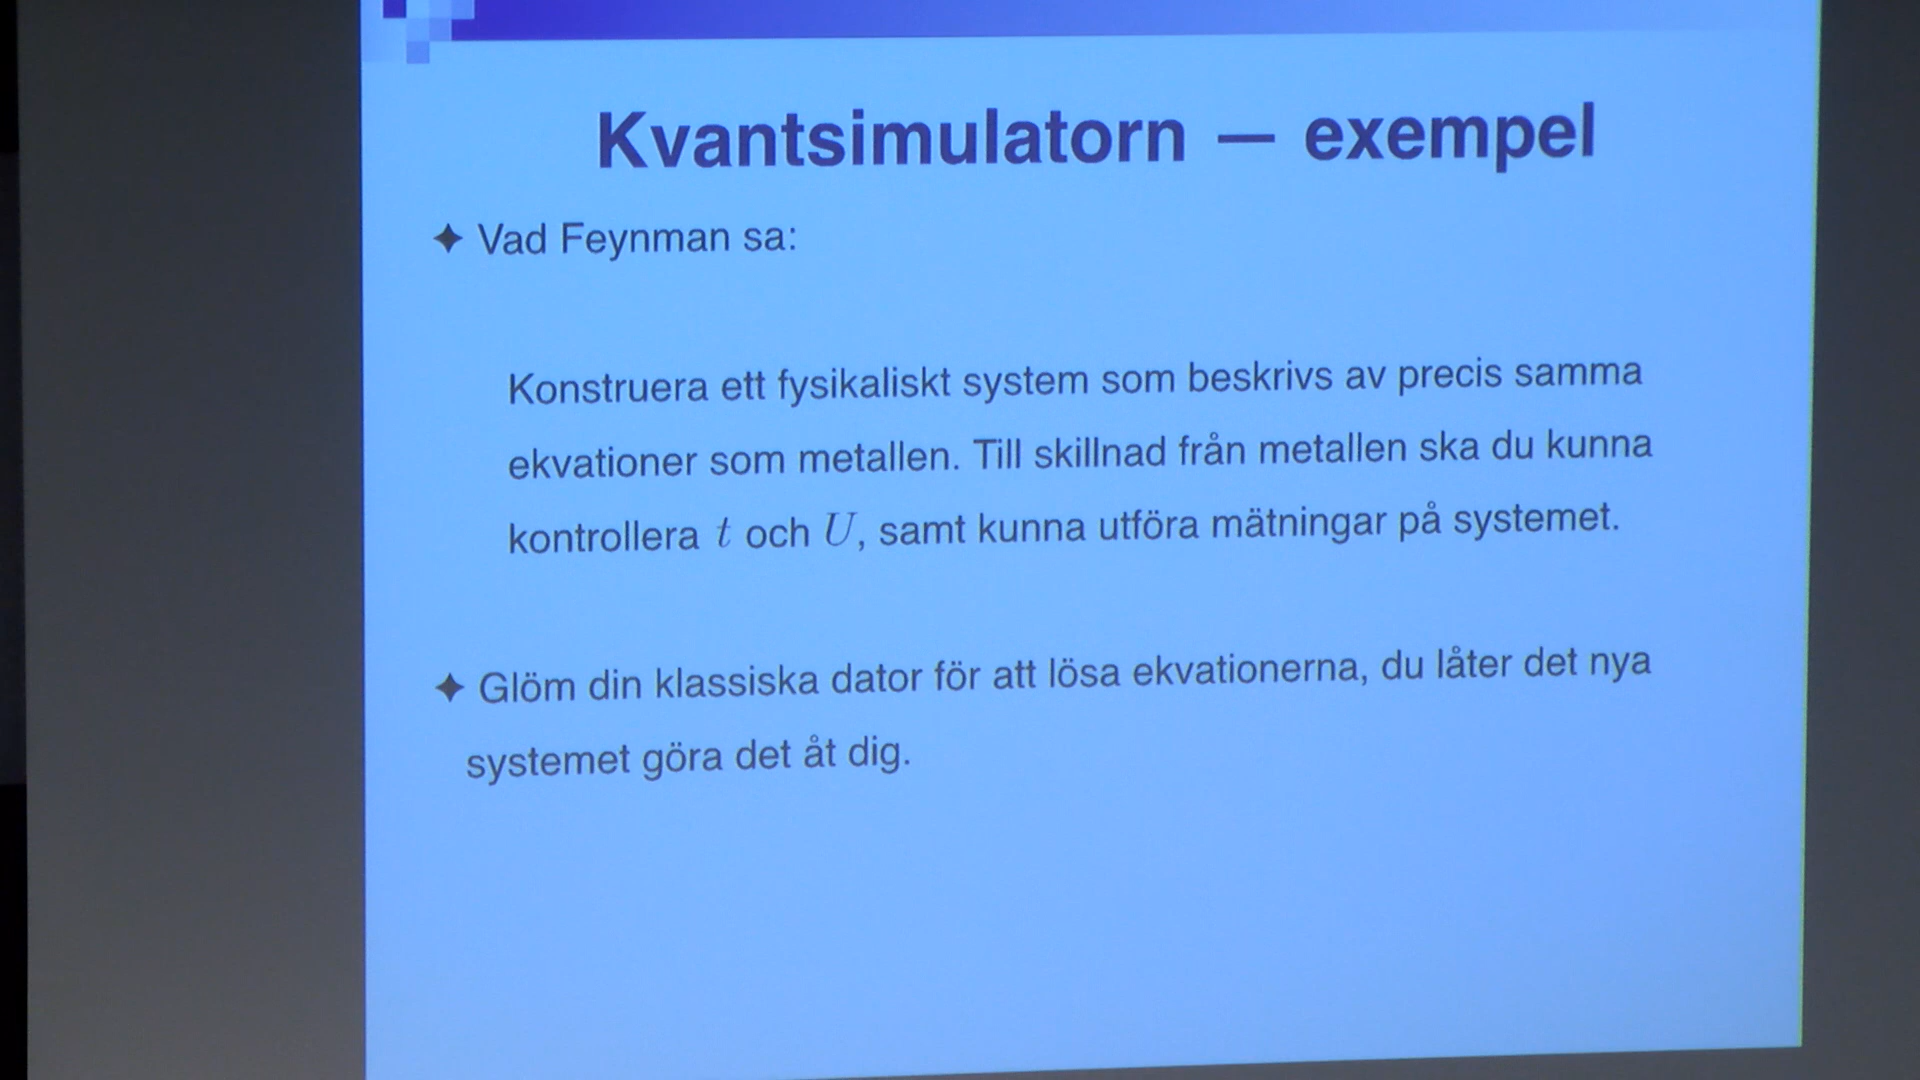 Kvantsimulatorn — exempel
✦ Vad Feynman sa:
Konstruera ett fysikaliskt system som beskrivs av precis samma
ekvationer som metallen. Till skillnad från metallen ska du kunna
kontrollera t och U, samt kunna utföra mätningar på systemet.
✦ Glöm din klassiska dator för att lösa ekvationerna, du låter det nya
systemet göra det åt dig.